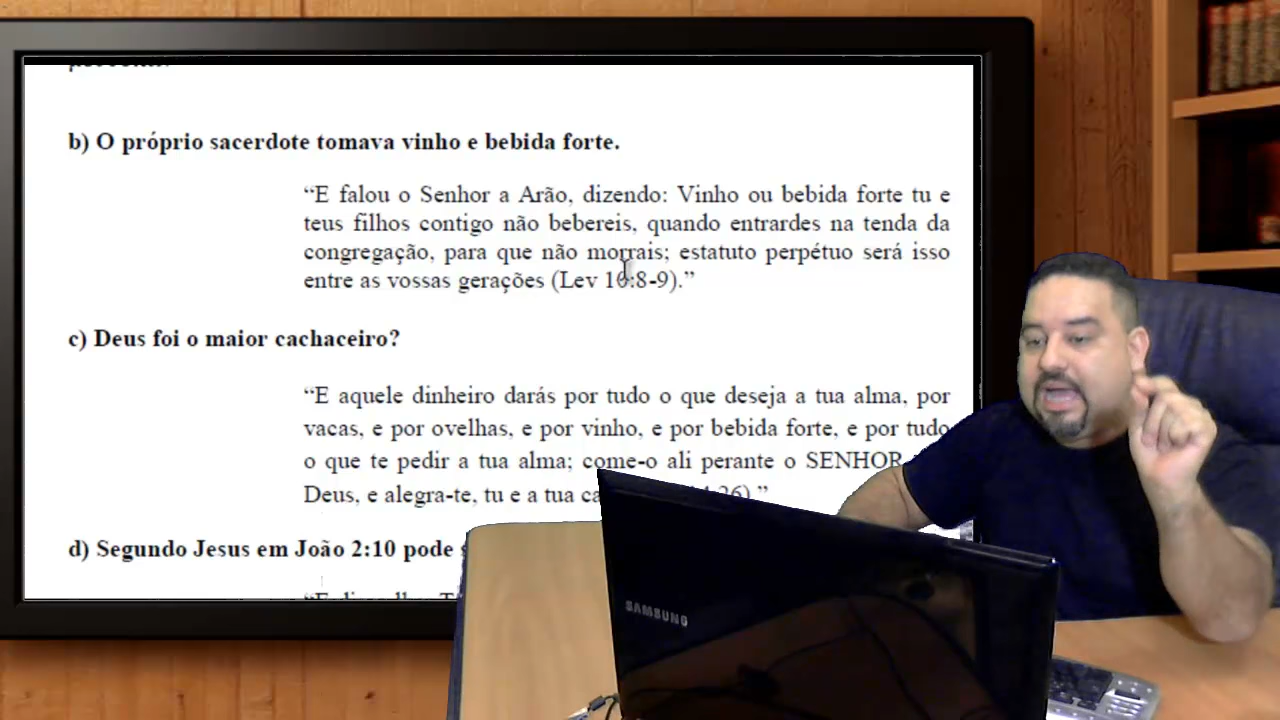 b) O próprio sacerdote tomava vinho e bebida forte.
“E falou o Senhor a Arão, dizendo: Vinho ou bebida forte tu e
teus filhos contigo não bebereis, quando entrardes na tenda da
congregação, para que não morrais; estatuto perpétuo será isso
entre as vossas gerações (Lev 10:8-9).”
c) Deus foi o maior cachaceiro?
“E aquele dinheiro darás por tudo o que deseja a tua alma, por
vacas, e por ovelhas, e por vinho, e por bebida forte, e por tudo
o que te pedir a tua alma; come-o ali perante o SENHOR
Deus, e alegra-te, tu e a tua
d) Segundo Jesus em João 2:10 pode
SAMSUNG